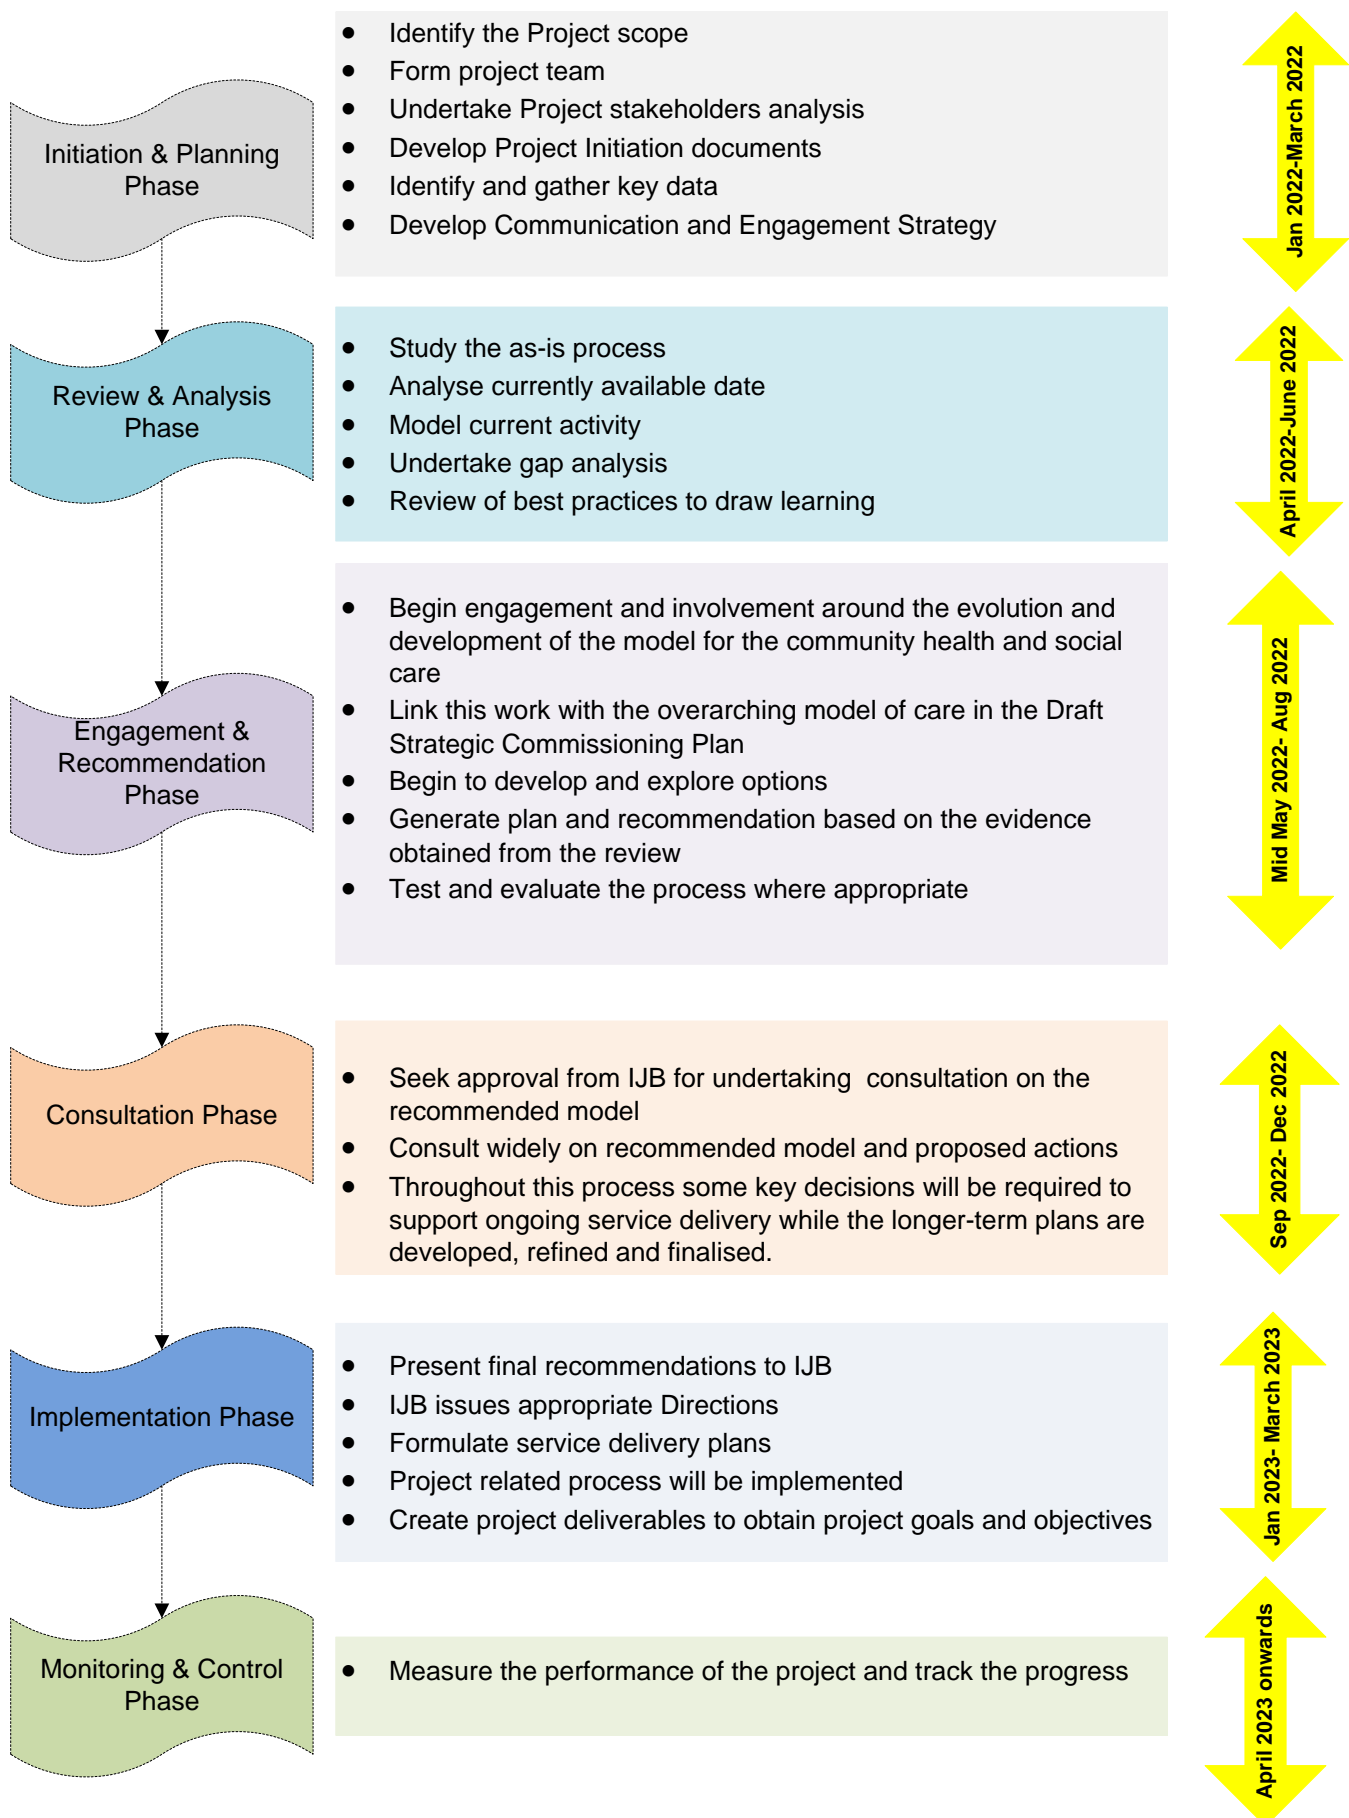 Initiation & Planning
Phase
● Identify the Project scope
● Form project team
● Undertake Project stakeholders analysis
● Develop Project Initiation documents
● Identify and gather key data
● Develop Communication and Engagement Strategy
Jan 2022-March 2022
Review & Analysis
Phase
● Study the as-is process
● Analyse currently available date
● Model current activity
● Undertake gap analysis
● Review of best practices to draw learning
April 2022-June 2022
Engagement &
Recommendation
Phase
● Begin engagement and involvement around the evolution and
development of the model for the community health and social
care
● Link this work with the overarching model of care in the Draft
Strategic Commissioning Plan
● Begin to develop and explore options
● Generate plan and recommendation based on the evidence
obtained from the review
● Test and evaluate the process where appropriate
Mid May 2022- Aug 2022
Consultation Phase
● Seek approval from IJB for undertaking  consultation on the
recommended model
● Consult widely on recommended model and proposed actions
● Throughout this process some key decisions will be required to
support ongoing service delivery while the longer-term plans are
developed, refined and finalised.
Sep 2022- Dec 2022
Implementation Phase
● Present final recommendations to IJB
● IJB issues appropriate Directions
● Formulate service delivery plans
● Project related process will be implemented
● Create project deliverables to obtain project goals and objectives
Jan 2023- March 2023
Monitoring & Control
Phase
● Measure the performance of the project and track the progress
April 2023 onwards